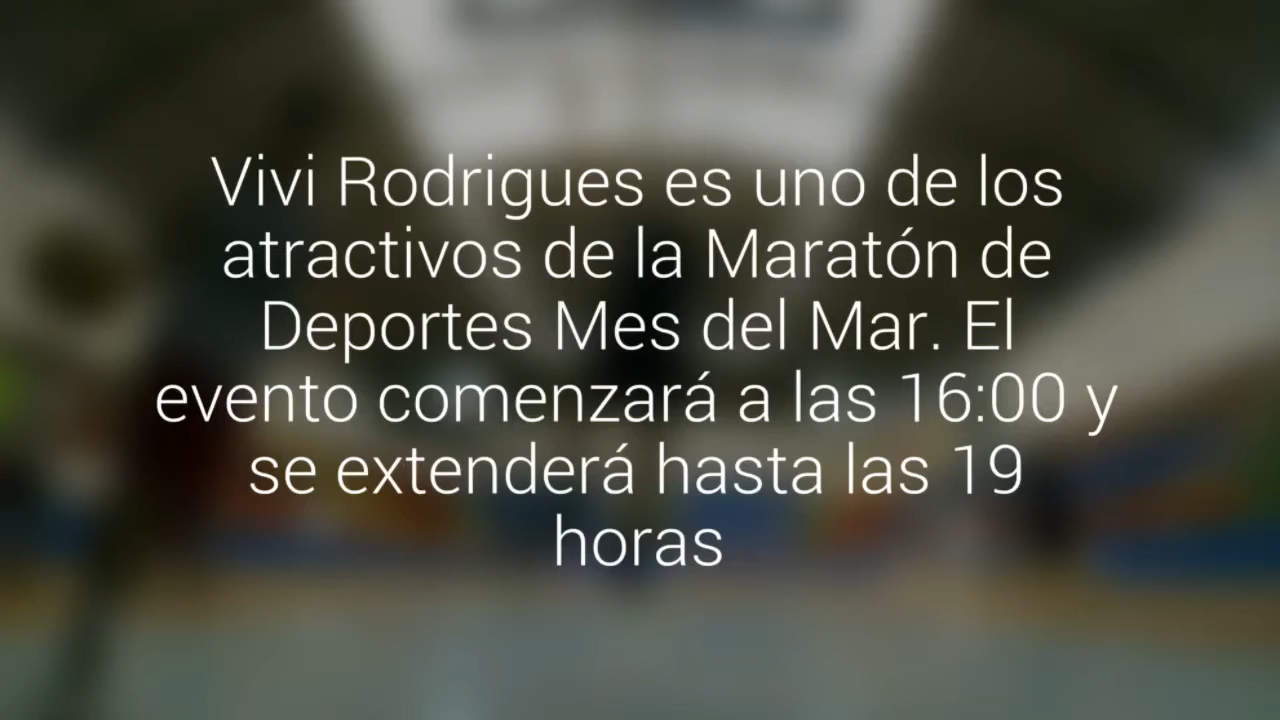 Vivi Rodrigues es uno de los
atractivos de la Maratón de
Deportes Mes del Mar. El
evento comenzará a las 16:00 y
se extenderá hasta las 19
horas